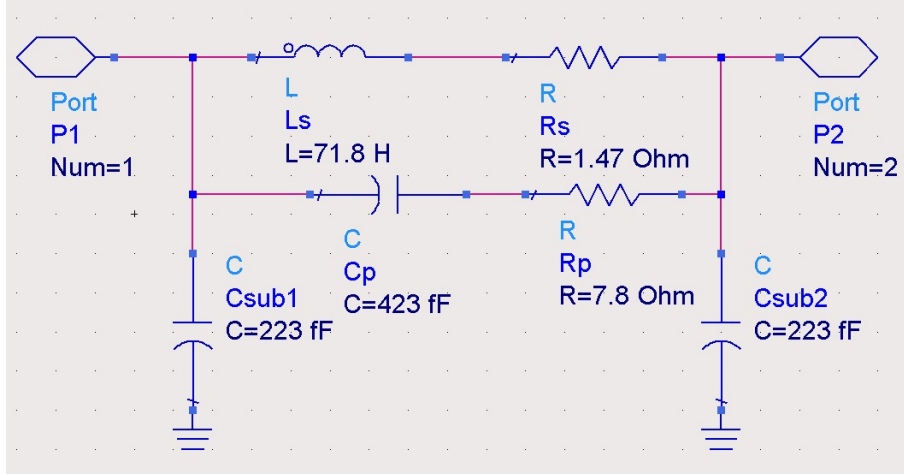 Port
P1
Num=1
L
Ls
L=71.8 H
R
Rs
R=1.47 Ohm
Port
P2
Num=2
C
Cp
C=423 fF
R
Rp
R=7.8 Ohm
C
Csub1
C=223 fF
C
Csub2
C=223 fF